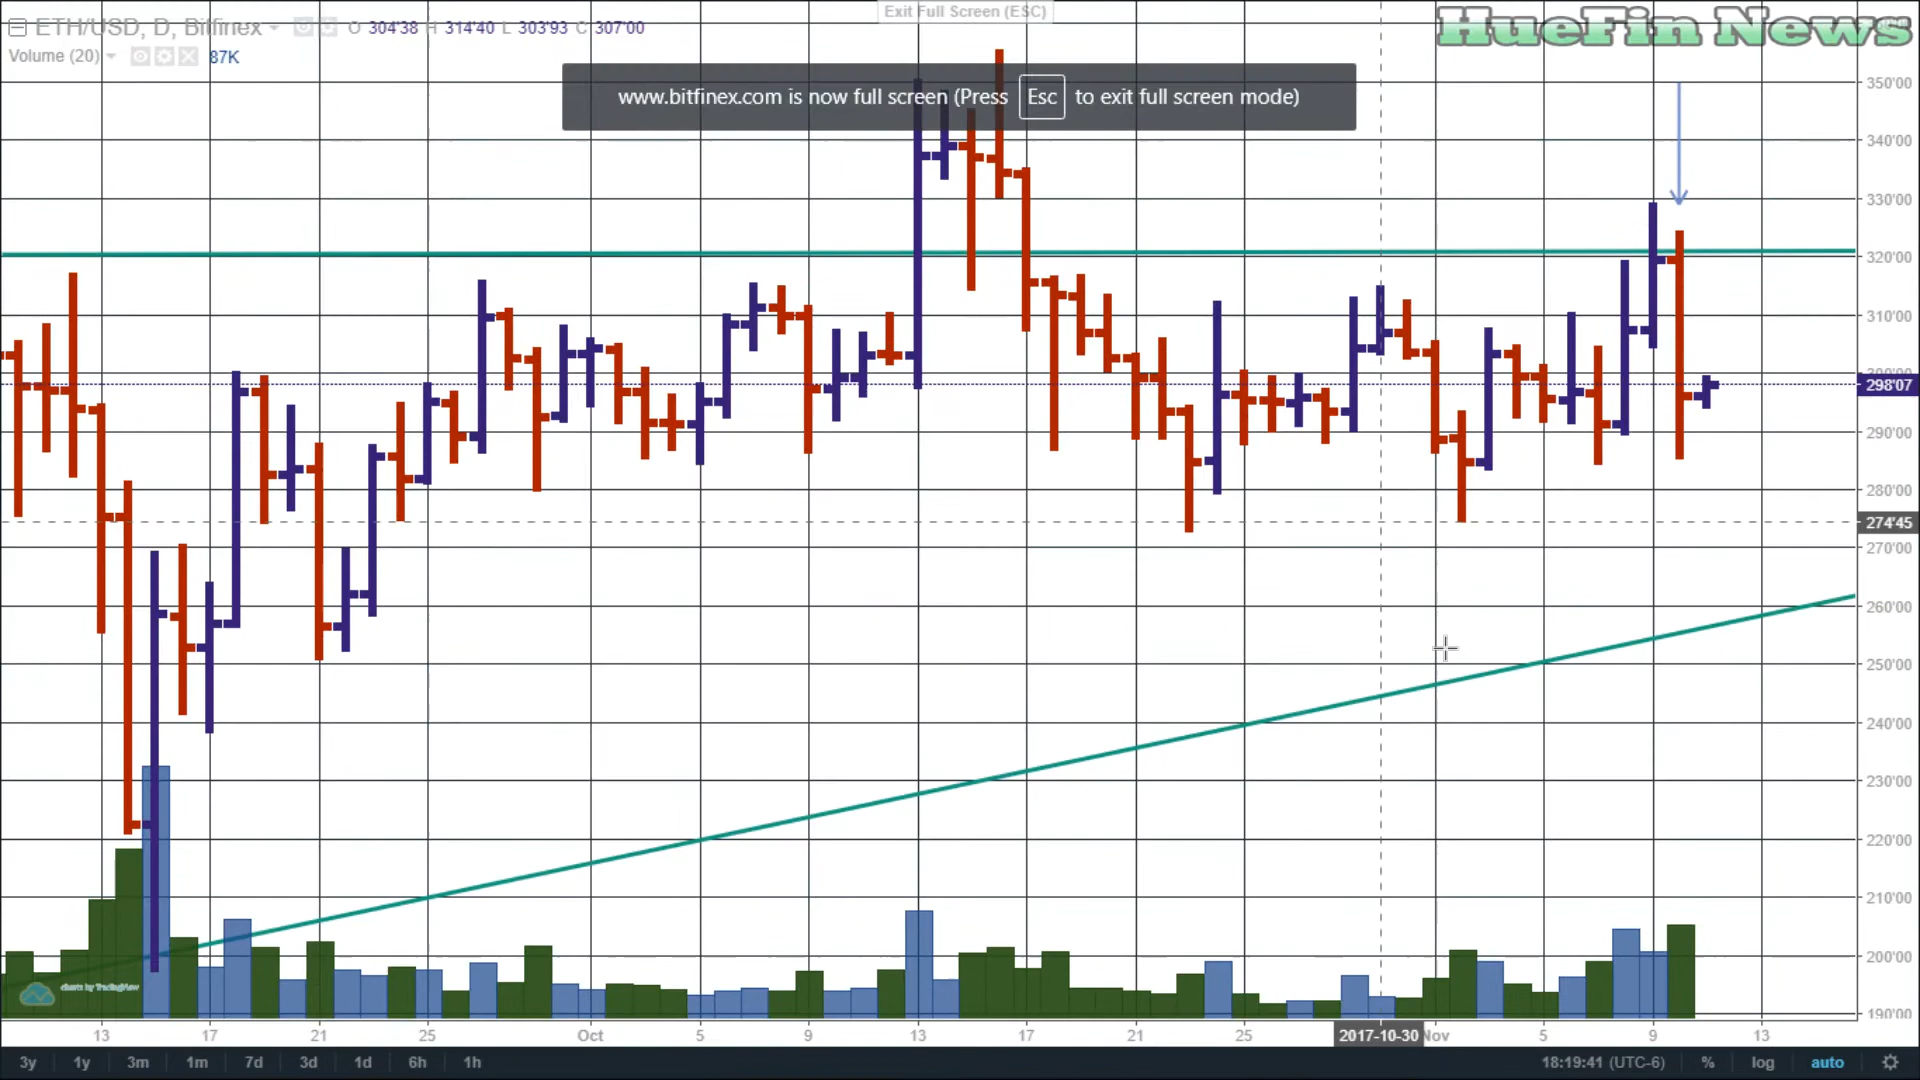 Exit Full Screen (ESC)
HueFin News
ETH/USD, D, Bitfinex O 304'38 H 314'40 L 303'93 C 307'00
Volume (20) 87K
www.bitfinex.com is now full screen (Press Esc to exit full screen mode)
350'00
340'00
330'00
320'00
310'00
300'00
298'07
290'00
280'00
274'45
270'00
260'00
250'00
240'00
230'00
220'00
210'00
200'00
190'00
charts by TradingView
13 17 21 25 Oct 5 9 13 17 21 25 2017-10-30 Nov 5 9 13
3y 1y 3m 1m 7d 3d 1d 6h 1h 18:19:41 (UTC-6) % log auto